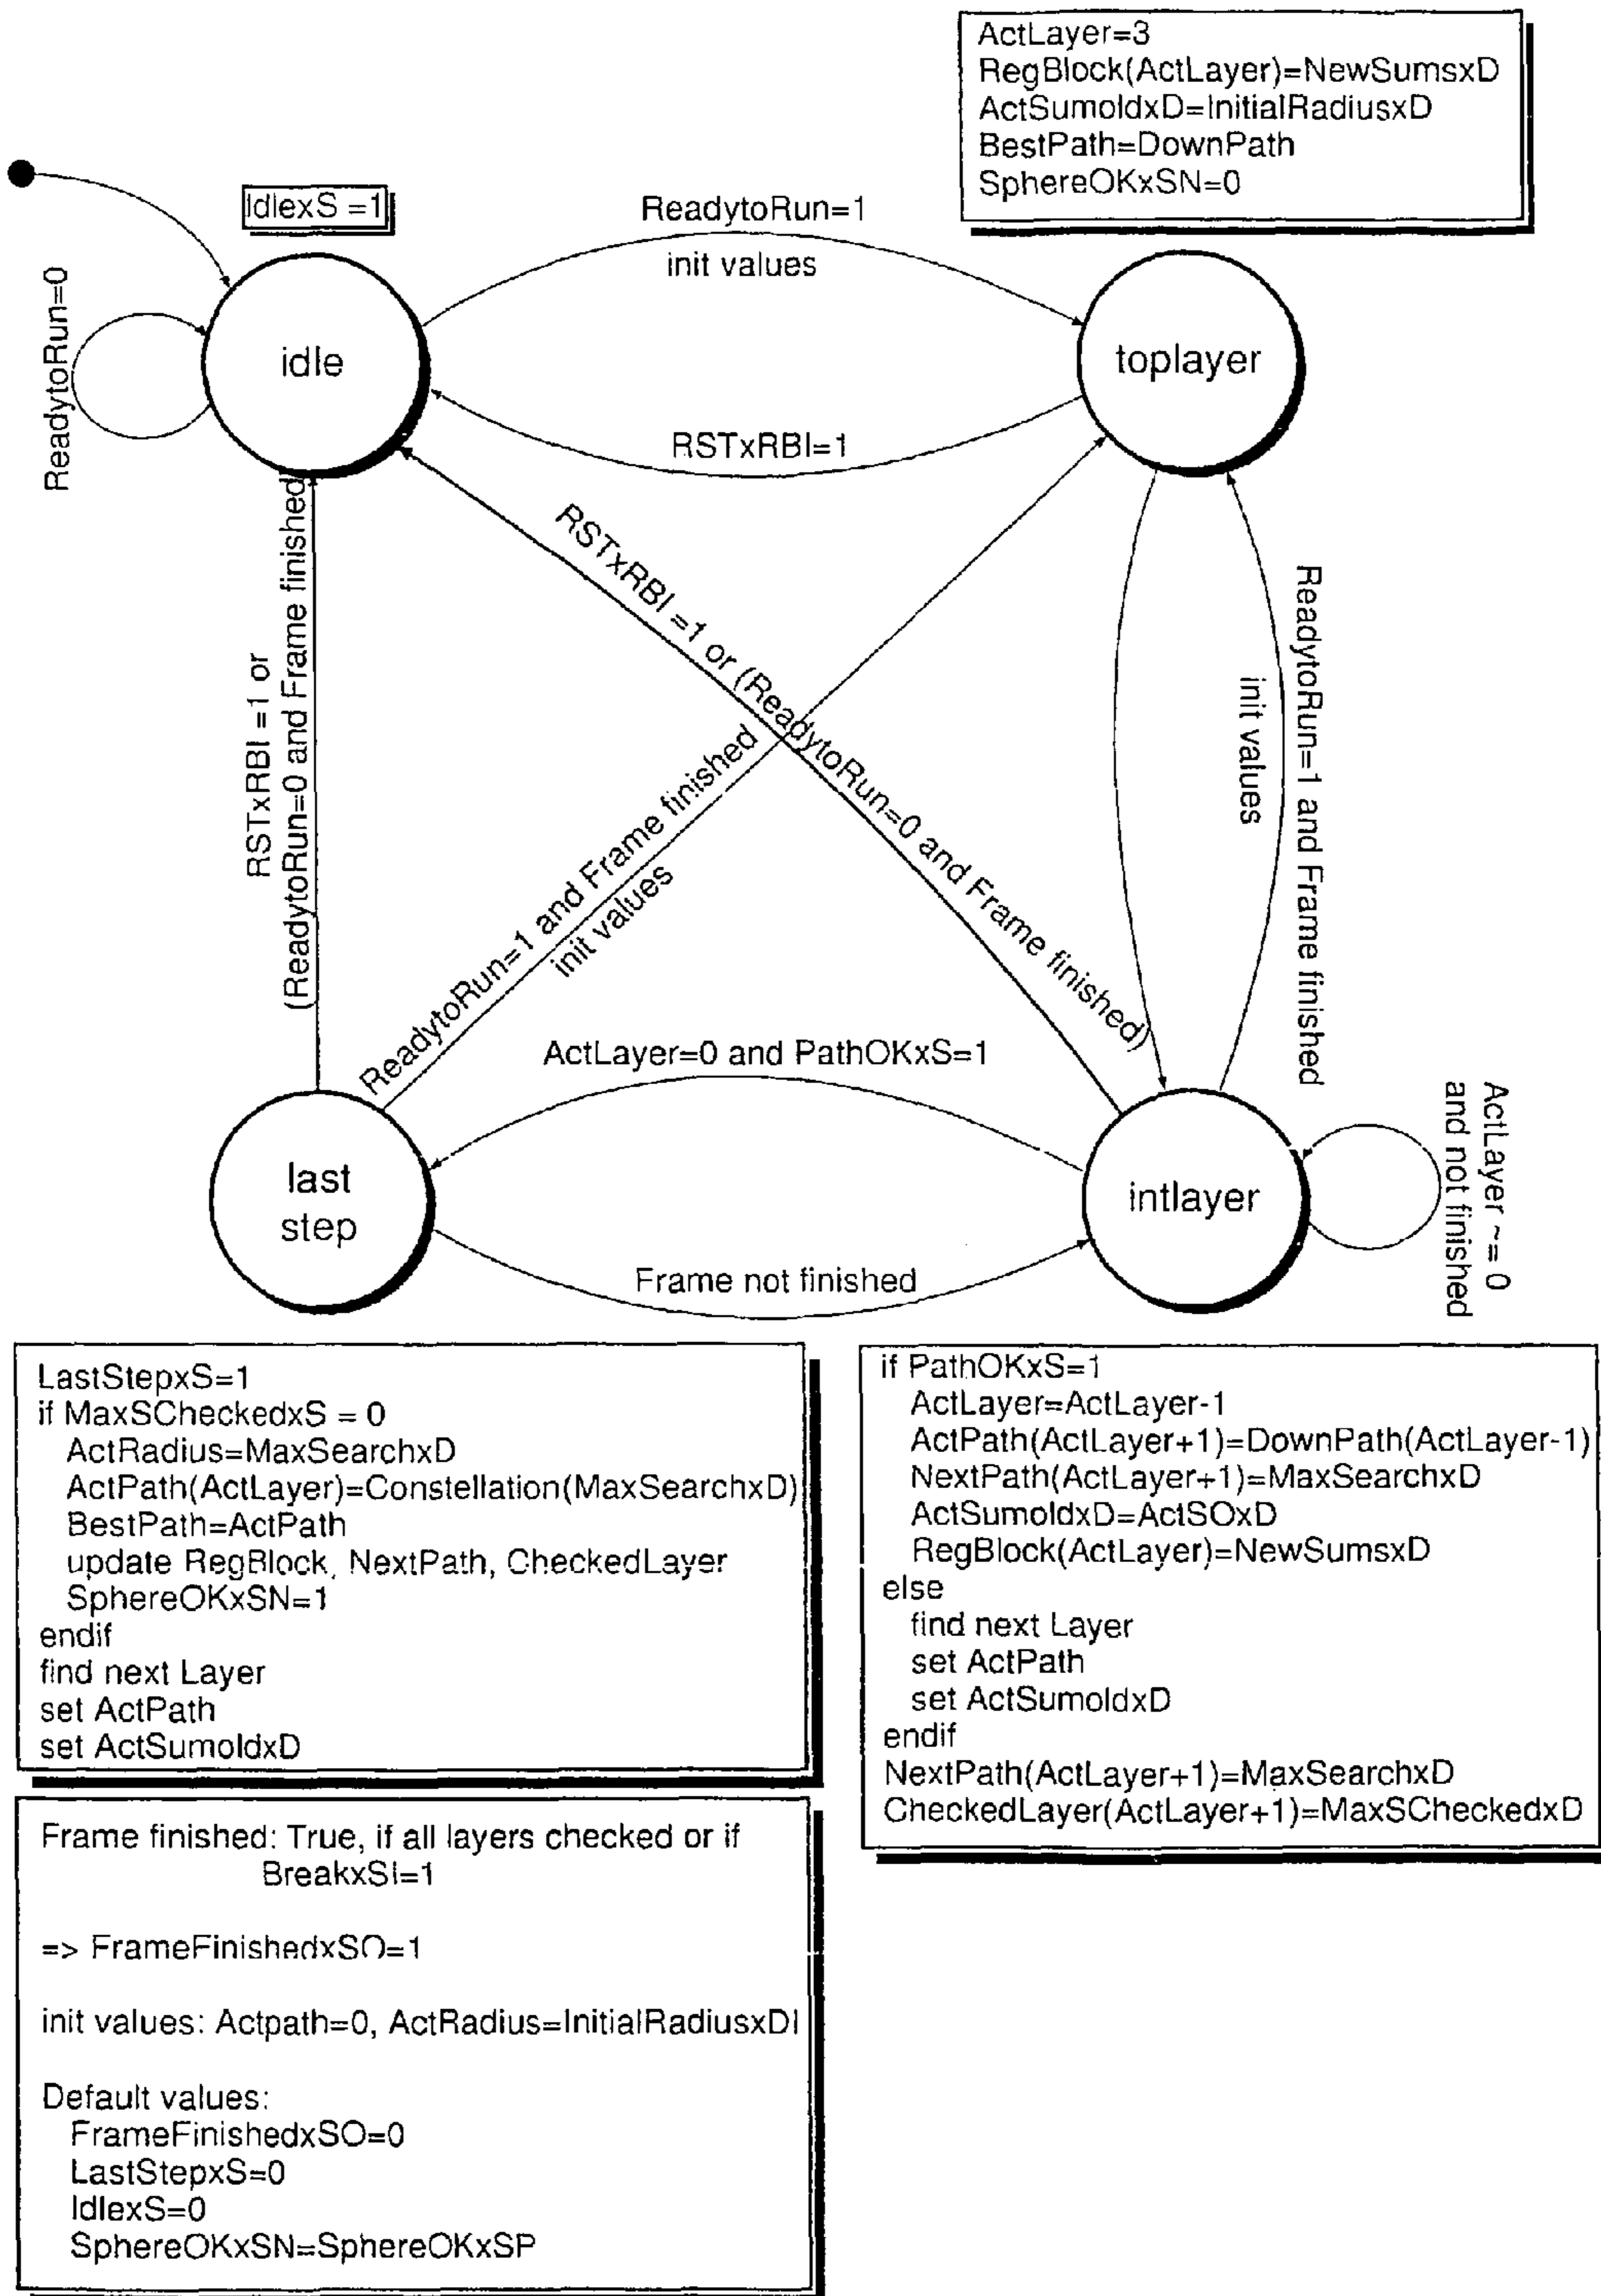 ActLayer=3
RegBlock(ActLayer)=NewSumsxD
ActSumoldxD=InitialRadiusxD
BestPath=DownPath
SphereOKxSN=0
IdlexS =1
ReadytoRun=1
init values
ReadytoRun=0
idle
toplayer
RSTxRBI=1
RSTxRBI =1 or
(ReadytoRun=0 and Frame finished
RSTxRBI =1 or (ReadytoRun=0 and Frame finished)
ReadytoRun=1 and Frame finished
init values
ReadytoRun=1 and Frame finished
init values
ActLayer=0 and PathOKxS=1
last
step
intlayer
ActLayer ~= 0
and not finished
Frame not finished
LastStepxS=1
if MaxSCheckedxS = 0
ActRadius=MaxSearchxD
ActPath(ActLayer)=Constellation(MaxSearchxD)
BestPath=ActPath
update RegBlock, NextPath, CheckedLayer
SphereOKxSN=1
endif
find next Layer
set ActPath
set ActSumoldxD
if PathOKxS=1
ActLayer=ActLayer-1
ActPath(ActLayer+1)=DownPath(ActLayer-1)
NextPath(ActLayer+1)=MaxSearchxD
ActSumoldxD=ActSOxD
RegBlock(ActLayer)=NewSumsxD
else
find next Layer
set ActPath
set ActSumoldxD
endif
NextPath(ActLayer+1)=MaxSearchxD
CheckedLayer(ActLayer+1)=MaxSCheckedxD
Frame finished: True, if all layers checked or if
BreakxSI=1
=> FrameFinishedxSO=1
init values: Actpath=0, ActRadius=InitialRadiusxDI
Default values:
FrameFinishedxSO=0
LastStepxS=0
IdlexS=0
SphereOKxSN=SphereOKxSP